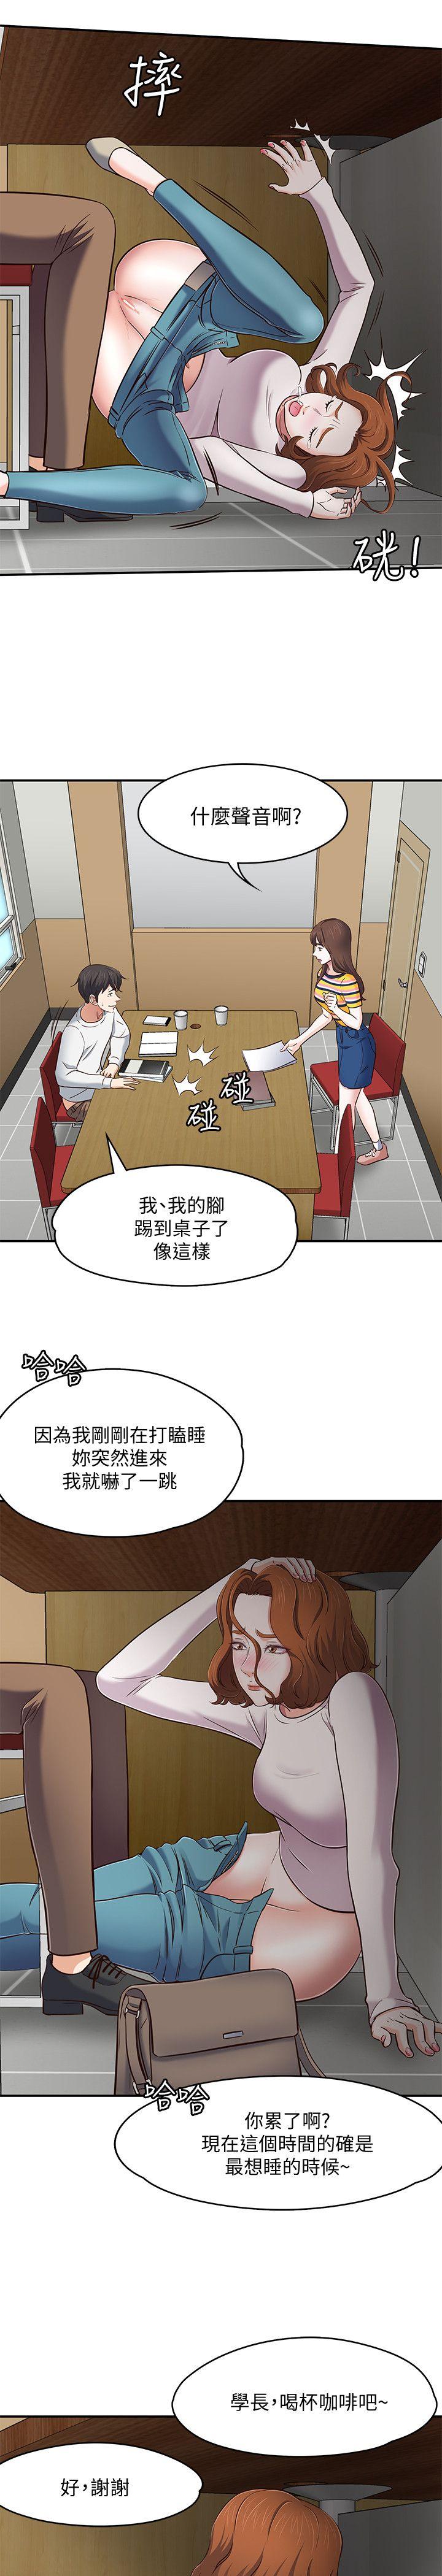 摔
硄!
什麼聲音啊?
碰
碰
我、我的腳
踢到桌子了
像這樣
哈哈
因為我剛剛在打瞌睡
妳突然進來
我就嚇了一跳
哈哈
你累了啊?
現在這個時間的確是
最想睡的時候~
學長,喝杯咖啡吧~
好,謝謝